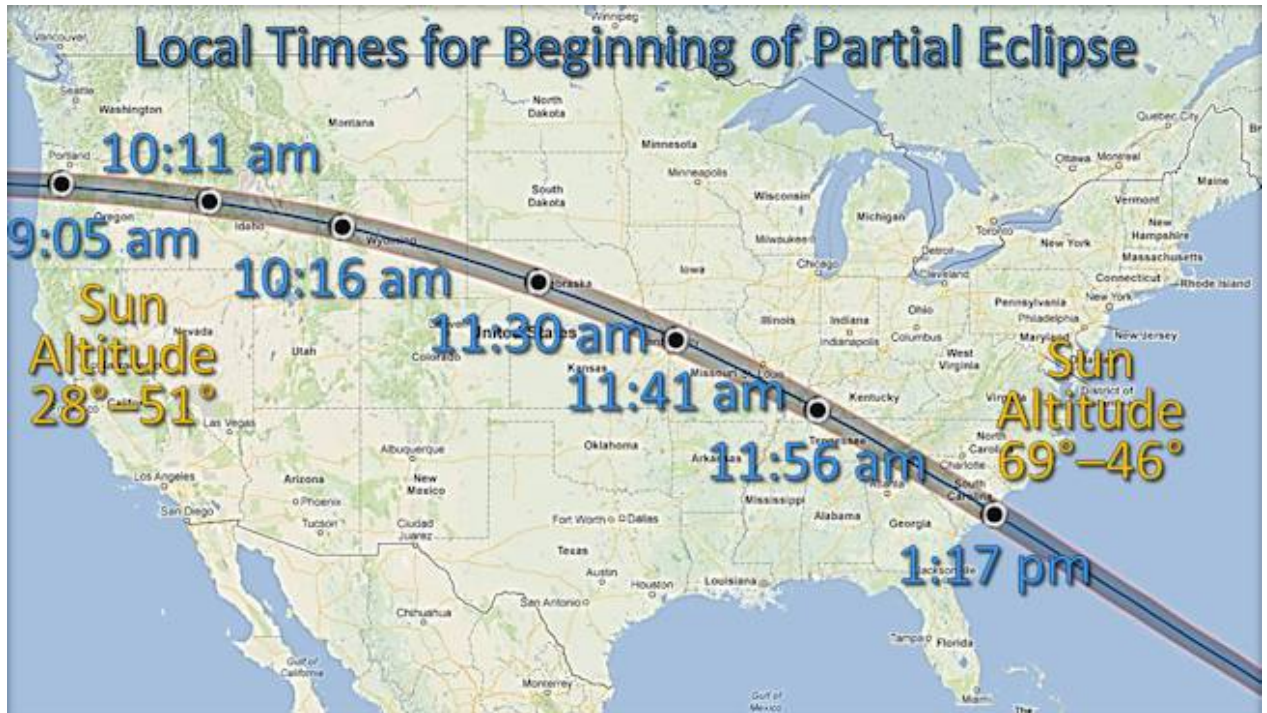 Local Times for Beginning of Partial Eclipse
Winnipeg
Vancouver
Seattle
Washington
North
Dakota
Montana
Minnesota
Quebec City
Ottawa
Montreal
Maine
Portland
10:11 am
Minneapolis
South
Dakota
Wisconsin
Michigan
Toronto
Vermont
New
Hampshire
Oregon
Idaho
Wyoming
Milwaukee
Detroit
New York
Massachusetts
9:05 am
10:16 am
Iowa
Chicago
Cleveland
Connecticut
Rhode Island
Sun
Altitude
28°–51°
Nevada
Utah
11:30 am
Colorado
Illinois
Indiana
Indianapolis
Ohio
Columbus
Pennsylvania
New York
Philadelphia
Maryland
New Jersey
West
Virginia
Sun
Altitude
69°–46°
District of
Kansas
11:41 am
Missouri
Kentucky
Las Vegas
Albuquerque
Oklahoma
11:56 am
Tennessee
North
Charlotte
South
Carolina
Los Angeles
San Diego
Arizona
Phoenix
Tucson
New
Mexico
Ciudad
Juarez
Fort Worth
Dallas
Mississippi
Alabama
Georgia
1:17 pm
Texas
Austin
Houston
San Antonio
Louisiana
Chihuahua
Tampa
Florida
Gulf of
California
Monterrey
Gulf of
Mexico
Miami
The